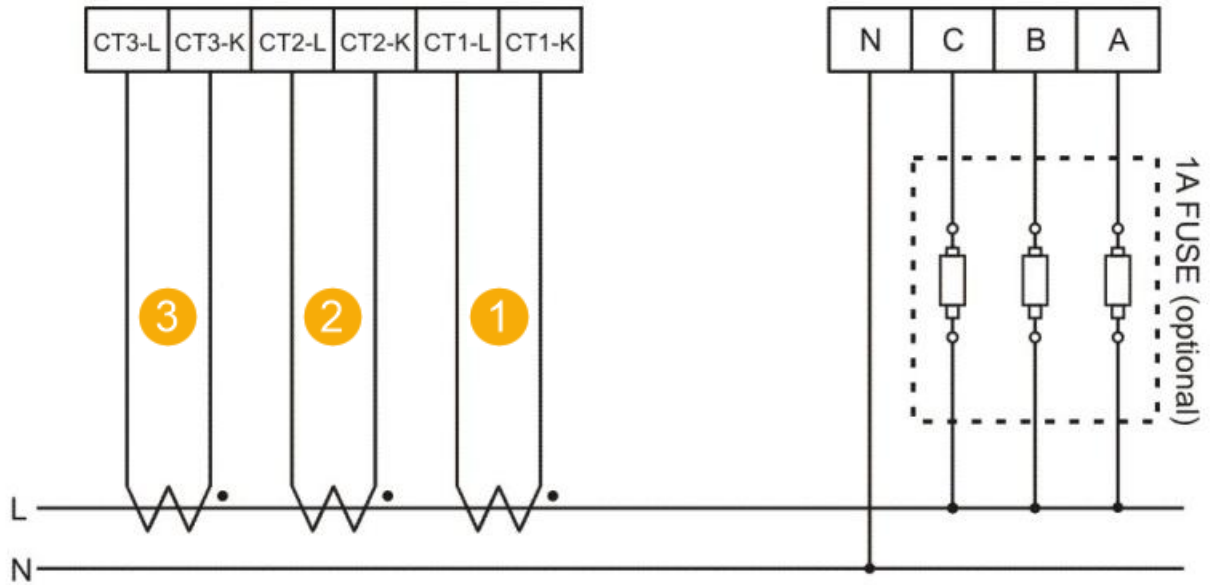 CT3-L CT3-K CT2-L CT2-K CT1-L CT1-K
N C B A
1A FUSE (optional)
3 2 1
L
N